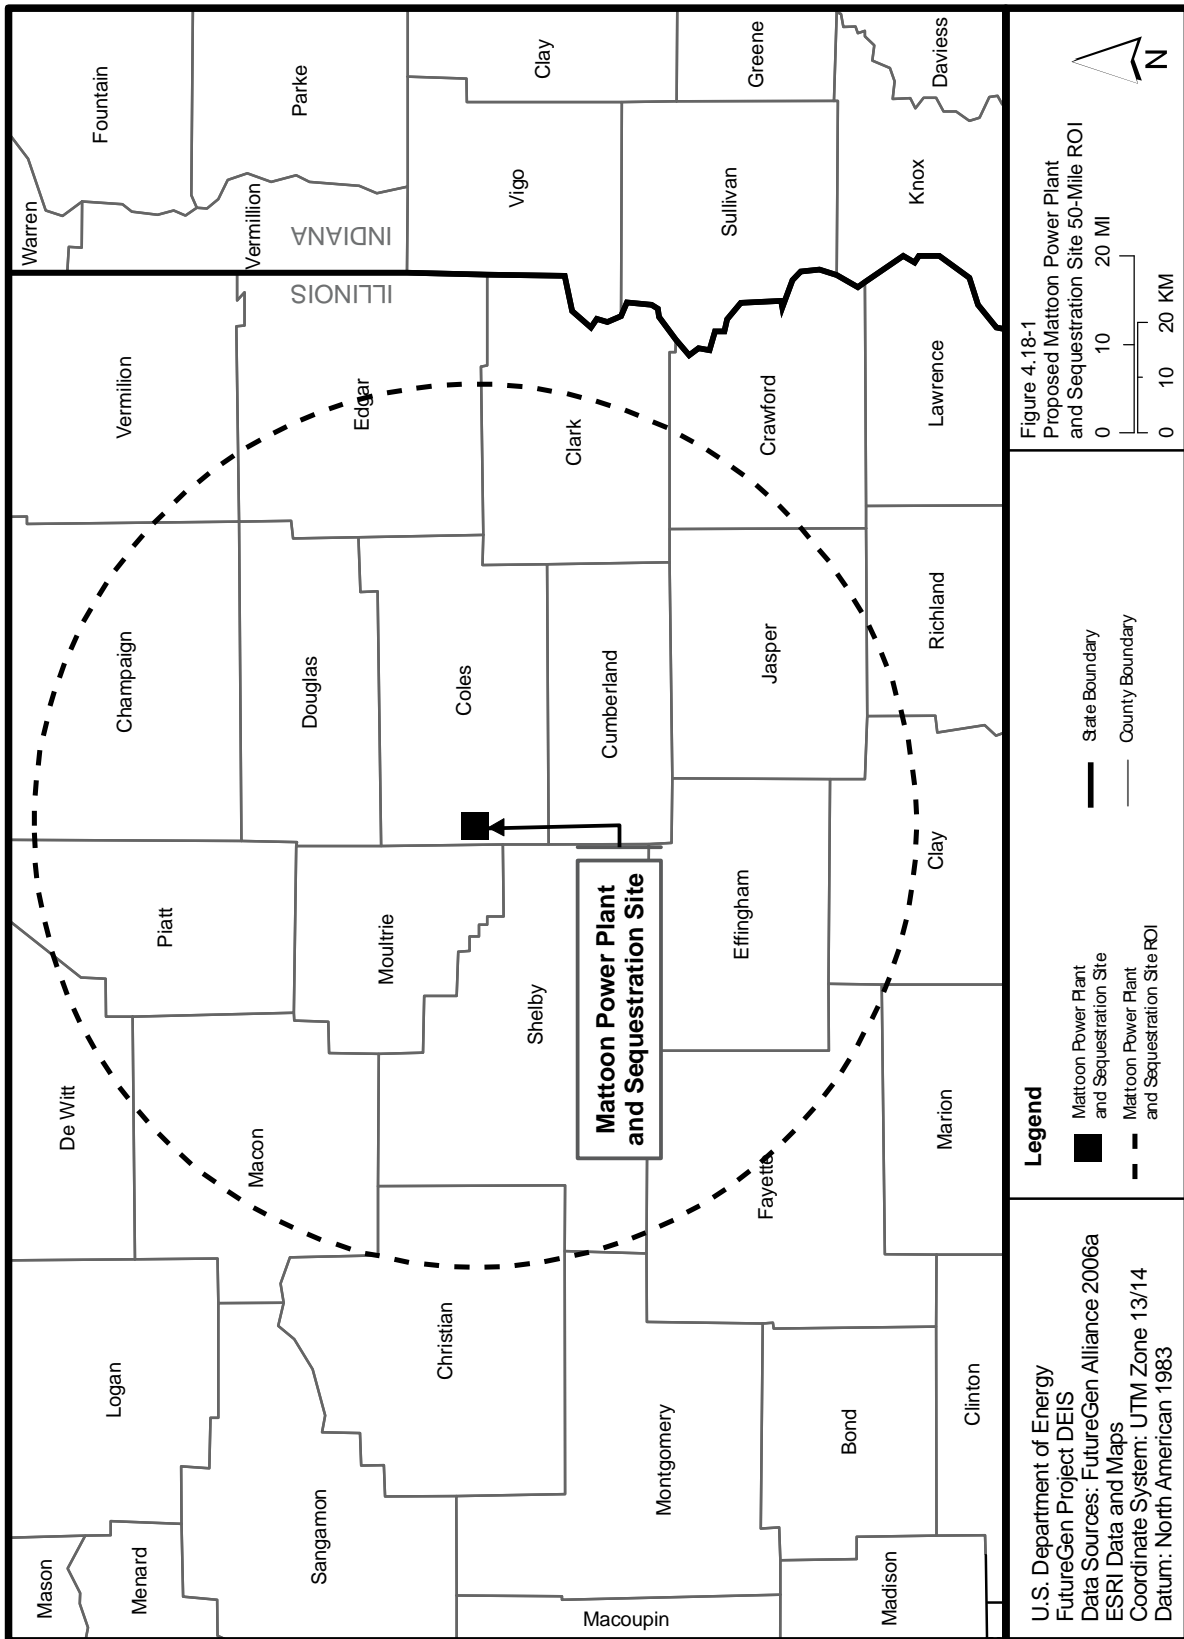 Mason
Logan
De Witt
Piatt
Champaign
Vermilion
Warren
Fountain
Menard
Sangamon
Macon
Douglas
Vermillion
Parke
ILLINOIS
INDIANA
Christian
Moultrie
Coles
Edgar
Shelby
Clark
Vigo
Clay
Macoupin
Montgomery
Mattoon Power Plant
and Sequestration Site
Cumberland
Fayette
Effingham
Jasper
Crawford
Sullivan
Greene
Madison
Bond
Clinton
Marion
Clay
Richland
Lawrence
Knox
Daviess
U.S. Department of Energy
FutureGen Project DEIS
Data Sources: FutureGen Alliance 2006a
ESRI Data and Maps
Coordinate System: UTM Zone 13/14
Datum: North American 1983
Legend
Mattoon Power Plant
and Sequestration Site
Mattoon Power Plant
and Sequestration Site ROI
State Boundary
County Boundary
Figure 4.18-1
Proposed Mattoon Power Plant
and Sequestration Site 50-Mile ROI
0 10 20 MI
0 10 20 KM
N